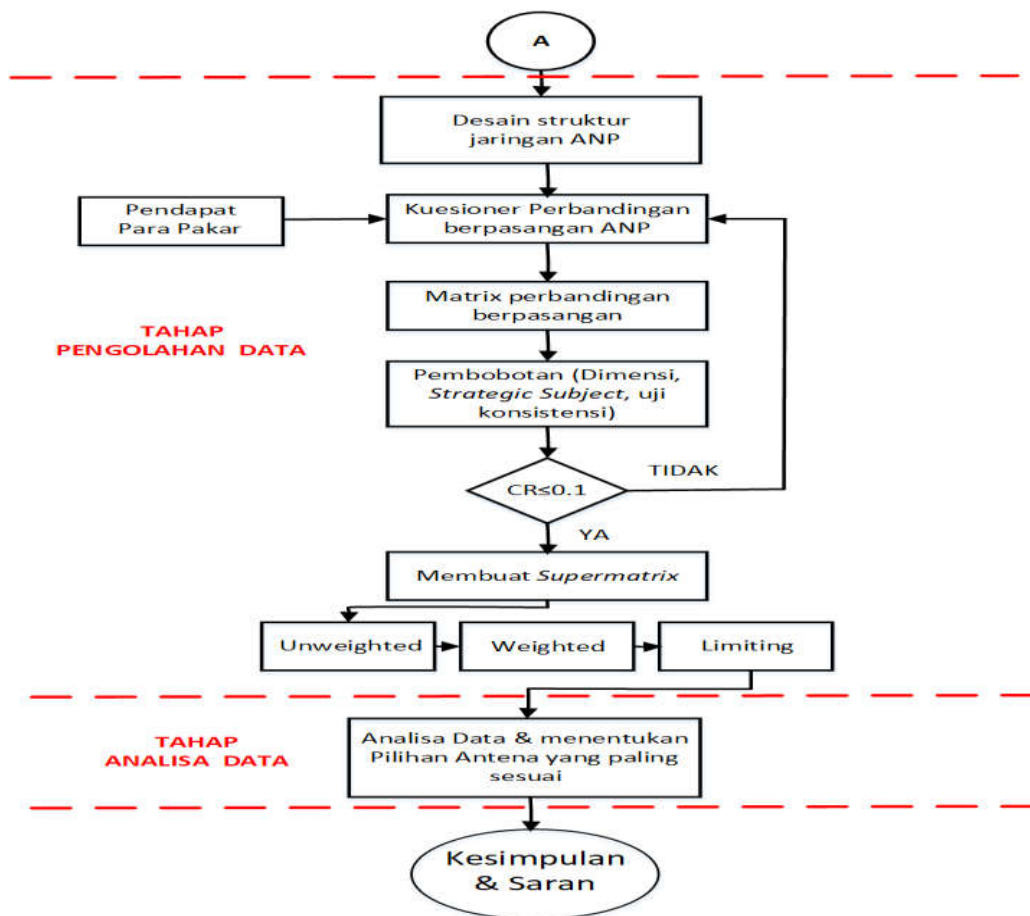 A
Desain struktur
jaringan ANP
Pendapat
Para Pakar
Kuesioner Perbandingan
berpasangan ANP
Matrix perbandingan
berpasangan
TAHAP
PENGOLAHAN DATA
Pembobotan (Dimensi,
Strategic Subject, uji
konsistensi)
CR≤0.1
TIDAK
YA
Membuat Supermatrix
Unweighted
Weighted
Limiting
TAHAP
ANALISA DATA
Analisa Data & menentukan
Pilihan Antena yang paling
sesuai
Kesimpulan
& Saran